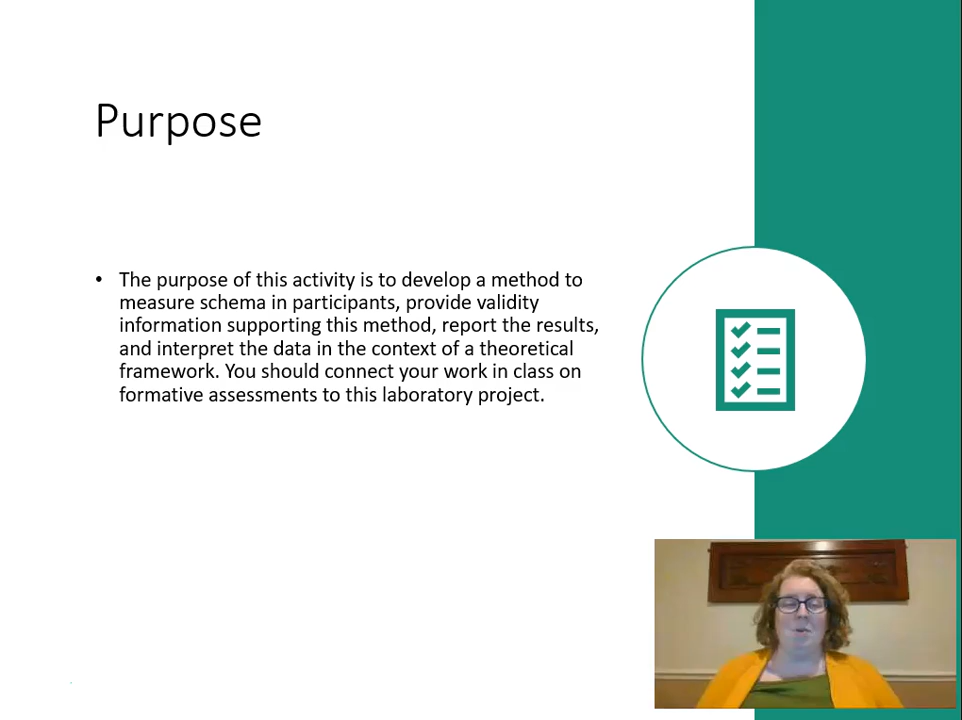 Purpose
• The purpose of this activity is to develop a method to
measure schema in participants, provide validity
information supporting this method, report the results,
and interpret the data in the context of a theoretical
framework. You should connect your work in class on
formative assessments to this laboratory project.